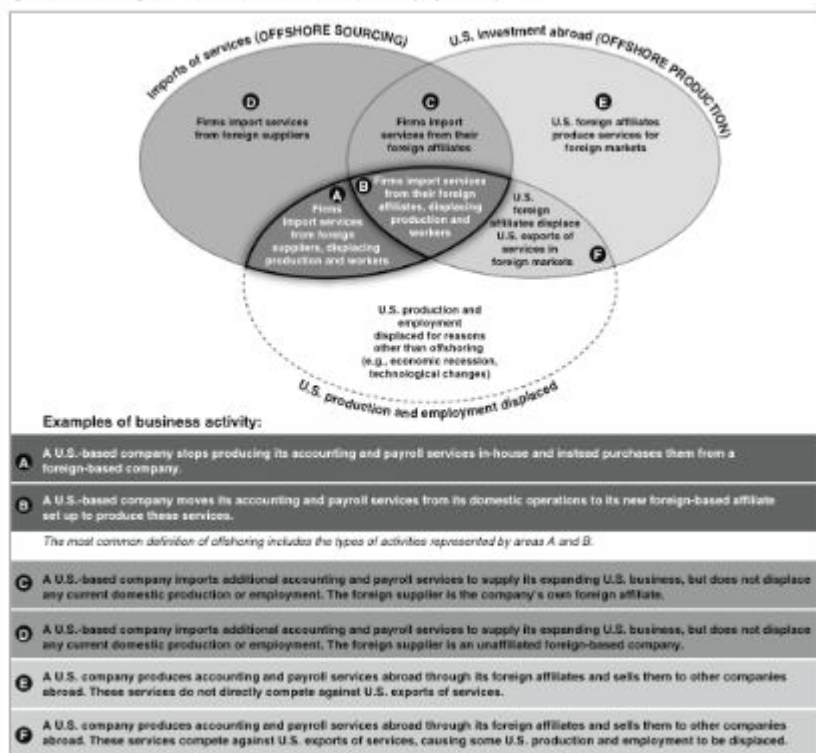 Imports of services (OFFSHORE SOURCING)
U.S. investment abroad (OFFSHORE PRODUCTION)
D
Firms import services
from foreign suppliers
C
Firms import
services from their
foreign affiliates
E
U.S. foreign affiliates
produce services for
foreign markets
A
Firms
import services
from foreign
suppliers, displacing
production and workers
B
Firms import services
from their foreign
affiliates, displacing
production and
workers
U.S.
foreign
affiliates displace
U.S. exports of
services in
foreign markets
F
U.S. production and
employment
displaced for reasons
other than offshoring
(e.g., economic recession,
technological changes)
U.S. production and employment displaced
Examples of business activity:
A A U.S.-based company stops producing its accounting and payroll services in-house and instead purchases them from a
foreign-based company.
B A U.S.-based company moves its accounting and payroll services from its domestic operations to its new foreign-based affiliate
set up to produce these services.
The most common definition of offshoring includes the types of activities represented by areas A and B.
C A U.S.-based company imports additional accounting and payroll services to supply its expanding U.S. business, but does not displace
any current domestic production or employment. The foreign supplier is the company's own foreign affiliate.
D A U.S.-based company imports additional accounting and payroll services to supply its expanding U.S. business, but does not displace
any current domestic production or employment. The foreign supplier is an unaffiliated foreign-based company.
E A U.S. company produces accounting and payroll services abroad through its foreign affiliates and sells them to other companies
abroad. These services do not directly compete against U.S. exports of services.
F A U.S. company produces accounting and payroll services abroad through its foreign affiliates and sells them to other companies
abroad. These services compete against U.S. exports of services, causing some U.S. production and employment to be displaced.